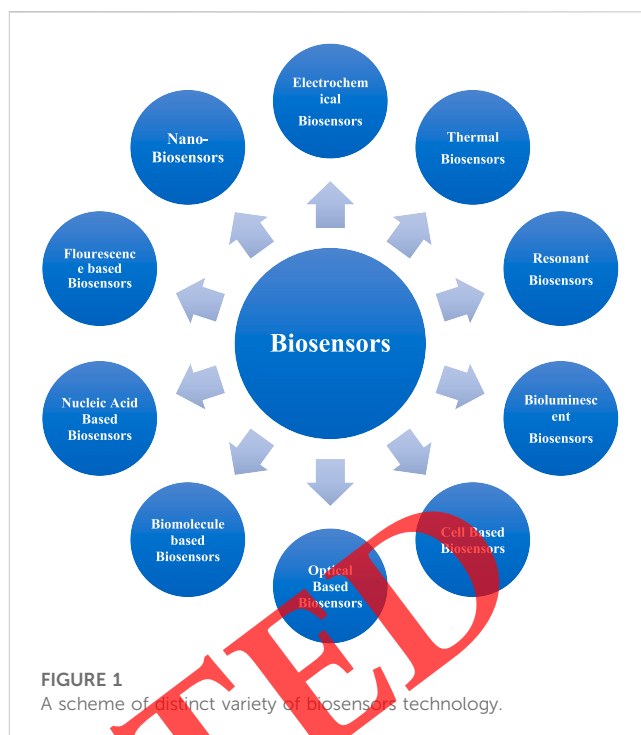 Electrochem
ical
Biosensors
Thermal
Biosensors
Resonant
Biosensors
Bioluminesc
ent
Biosensors
Cell Based
Biosensors
Optical
Based
Biosensors
Biomolecule
based
Biosensors
Nucleic Acid
Based
Biosensors
Flourescenc
e based
Biosensors
Nano-
Biosensors
Biosensors
TED
FIGURE 1
A scheme of distinct variety of biosensors technology.